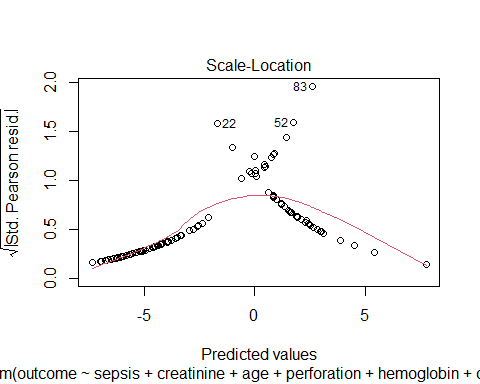 Scale-Location
√|Std. Pearson resid.|
2.0
1.5
1.0
0.5
0.0
83
22
52
-5
0
5
Predicted values
m(outcome ~ sepsis + creatinine + age + perforation + hemoglobin + c